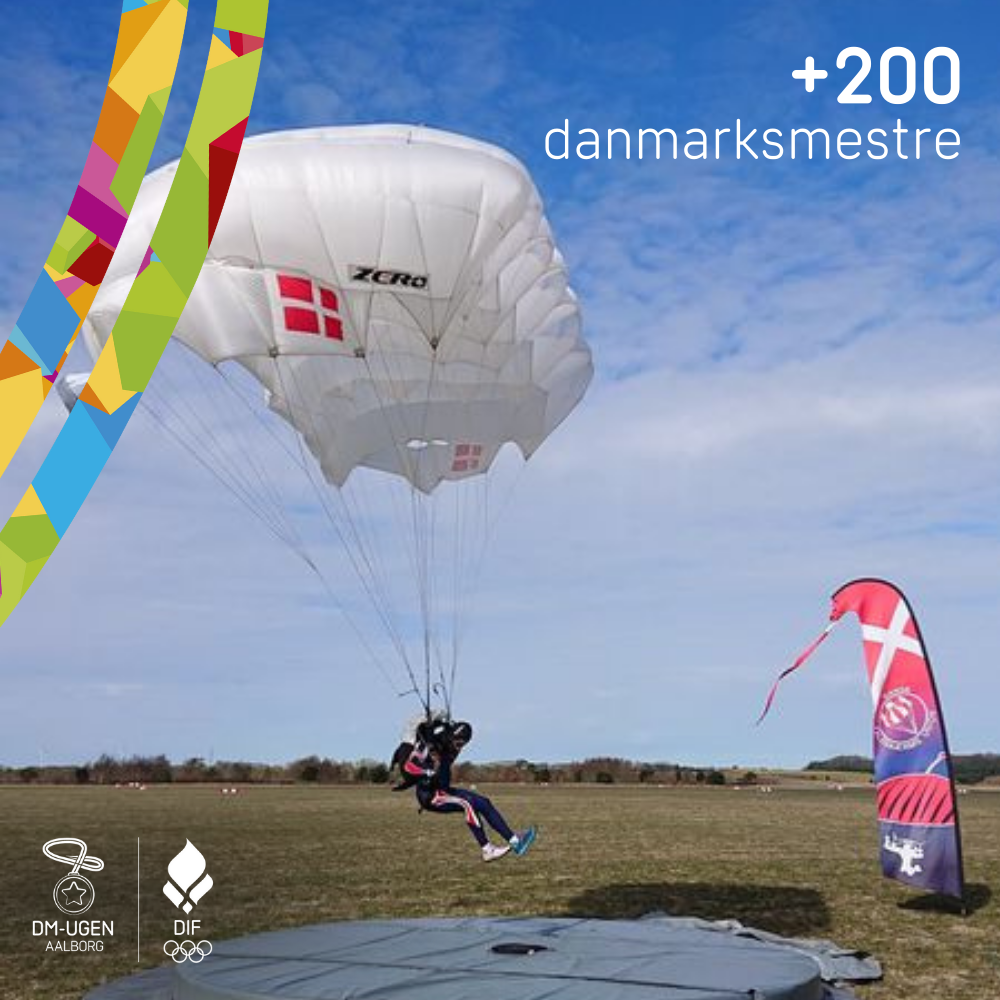 +200
danmarksmestre
ZERO
DM-UGEN
AALBORG
DIF